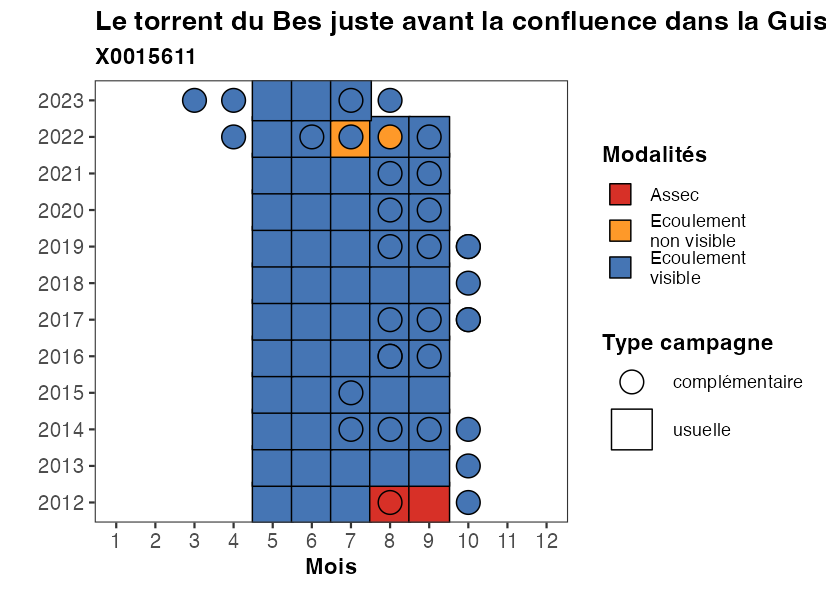 Le torrent du Bes juste avant la confluence dans la Guis
X0015611
2023
2022
2021
2020
2019
2018
2017
2016
2015
2014
2013
2012
1 2 3 4 5 6 7 8 9 10 11 12
Mois
Modalités
Assec
Ecoulement
non visible
Ecoulement
visible
Type campagne
complémentaire
usuelle